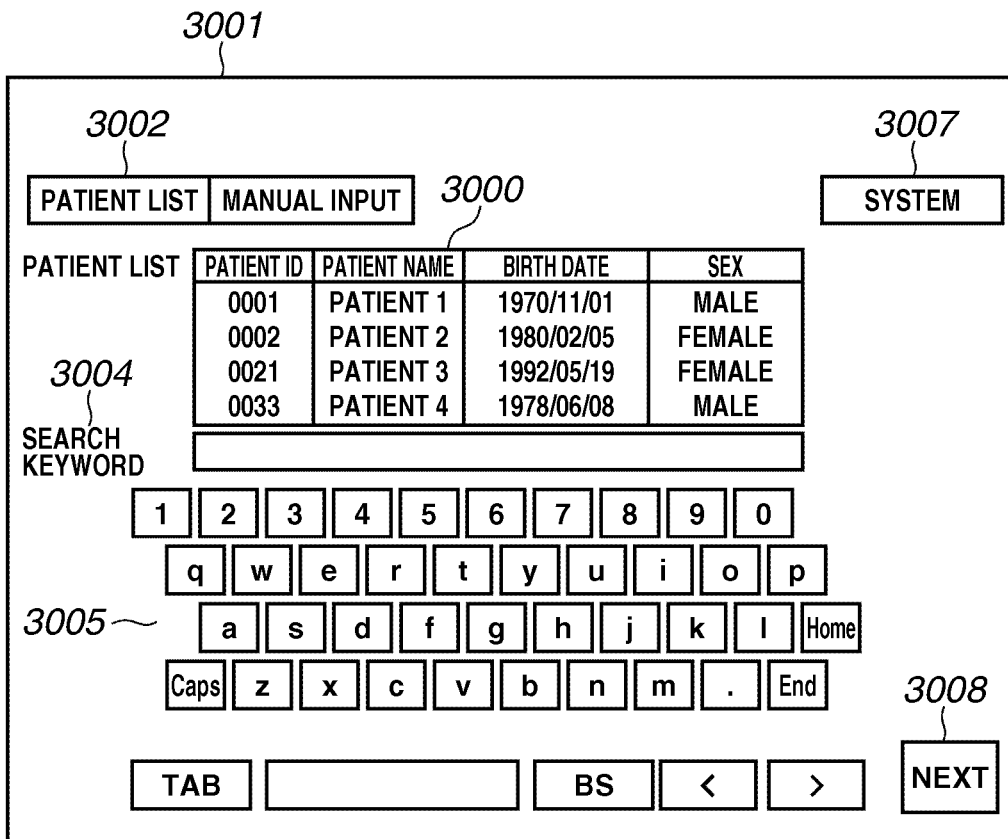 3001
3002
3007
PATIENT LIST MANUAL INPUT
3000
SYSTEM
PATIENT LIST
PATIENT ID PATIENT NAME BIRTH DATE SEX
0001 PATIENT 1 1970/11/01 MALE
0002 PATIENT 2 1980/02/05 FEMALE
0021 PATIENT 3 1992/05/19 FEMALE
0033 PATIENT 4 1978/06/08 MALE
3004
SEARCH
KEYWORD
1 2 3 4 5 6 7 8 9 0
q w e r t y u i o p
3005
a s d f g h j k l Home
Caps z x c v b n m . End
3008
TAB BS < >
NEXT